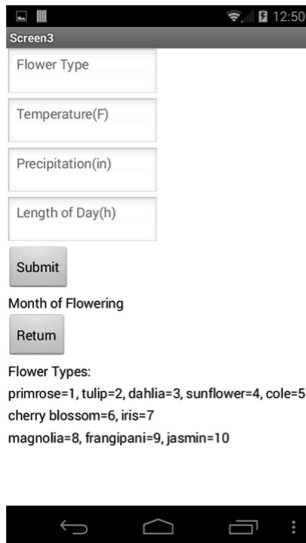 12:50
Screen3
Flower Type
Temperature(F)
Precipitation(in)
Length of Day(h)
Submit
Month of Flowering
Return
Flower Types:
primrose=1, tulip=2, dahlia=3, sunflower=4, cole=5
cherry blossom=6, iris=7
magnolia=8, frangipani=9, jasmin=10